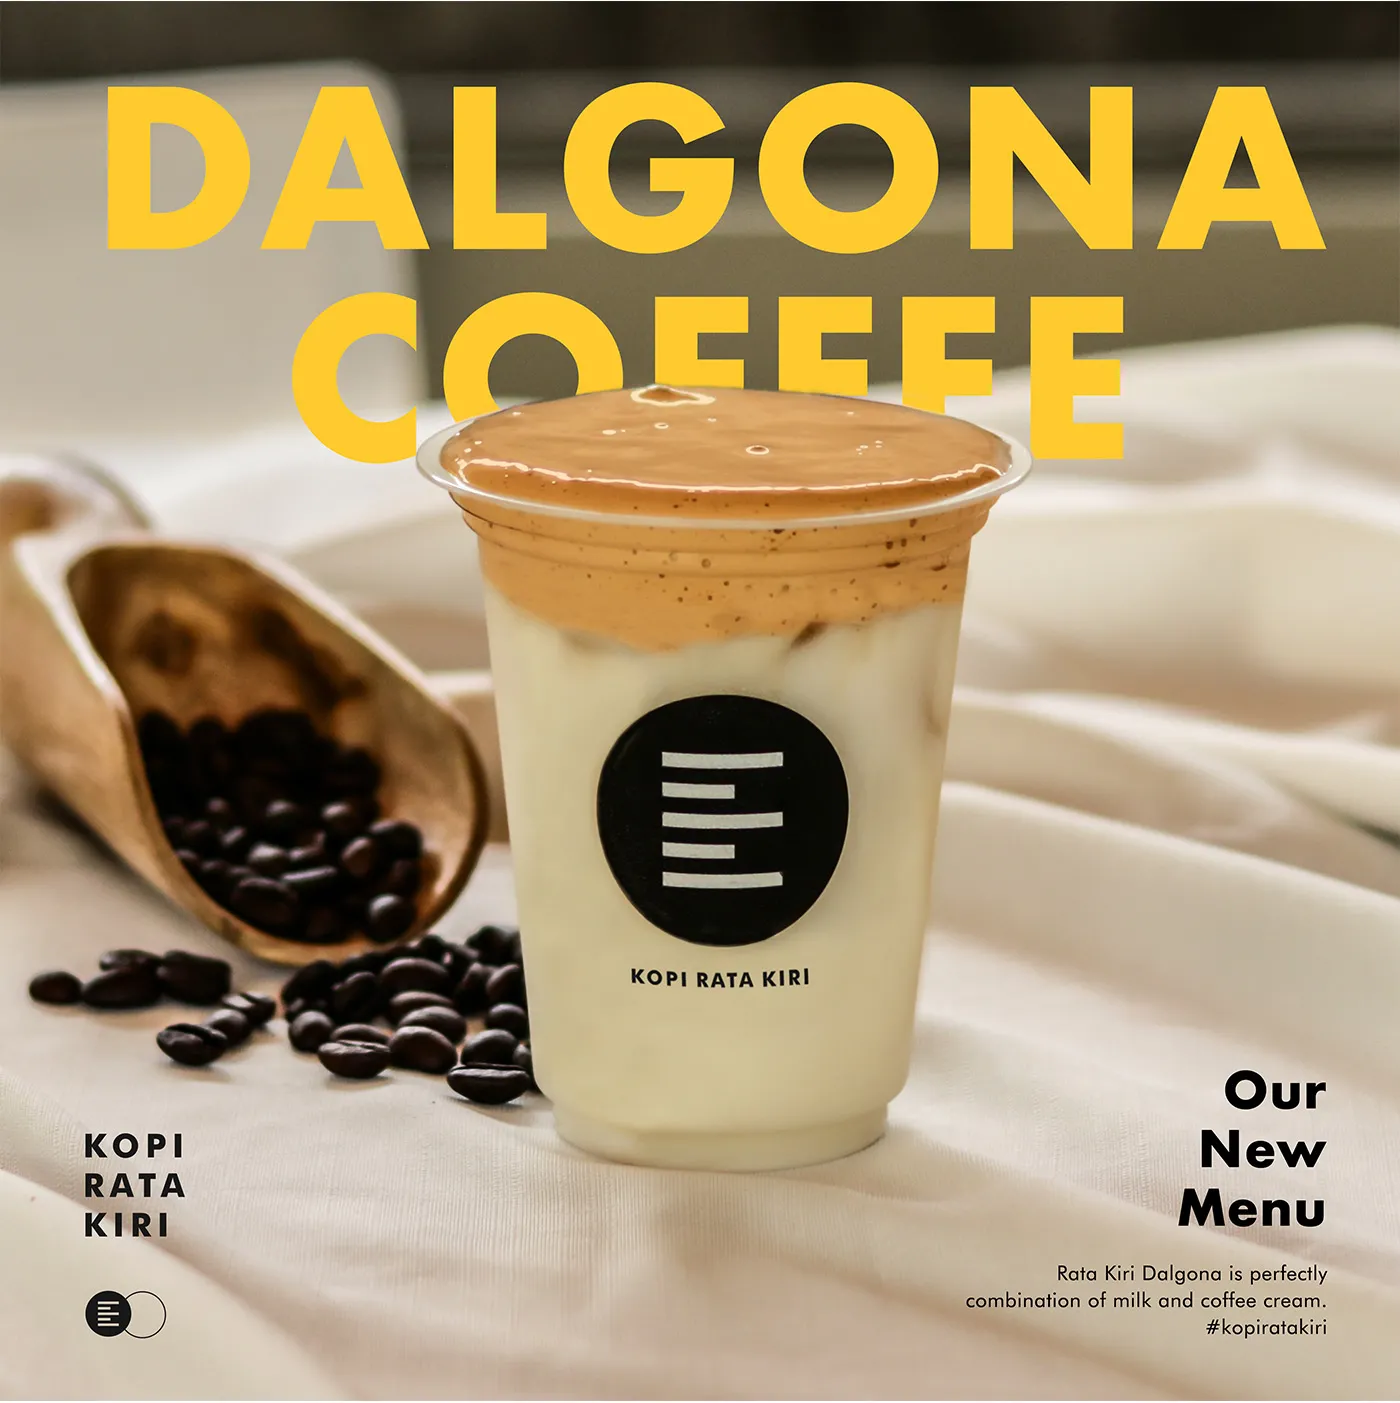 DALGONA
COFFEE
KOPI RATA KIRI
KOPI
RATA
KIRI
Our
New
Menu
Rata Kiri Dalgona is perfectly
combination of milk and coffee cream.
#kopiratakiri